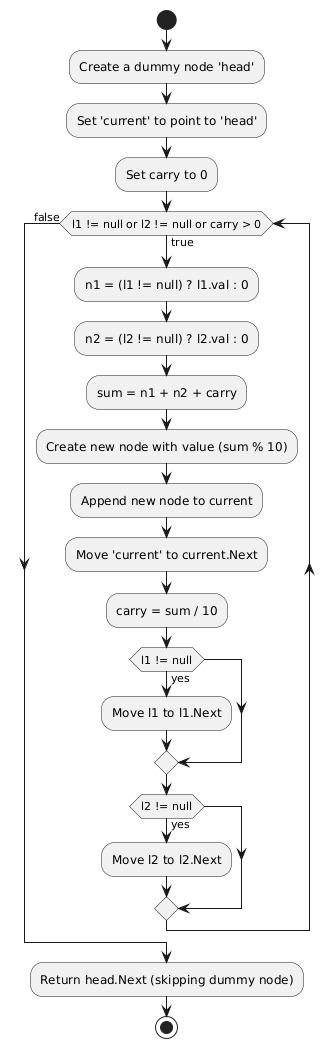 Create a dummy node 'head'
Set 'current' to point to 'head'
Set carry to 0
false
l1 != null or l2 != null or carry > 0
true
n1 = (l1 != null) ? l1.val : 0
n2 = (l2 != null) ? l2.val : 0
sum = n1 + n2 + carry
Create new node with value (sum % 10)
Append new node to current
Move 'current' to current.Next
carry = sum / 10
l1 != null
yes
Move l1 to l1.Next
l2 != null
yes
Move l2 to l2.Next
Return head.Next (skipping dummy node)